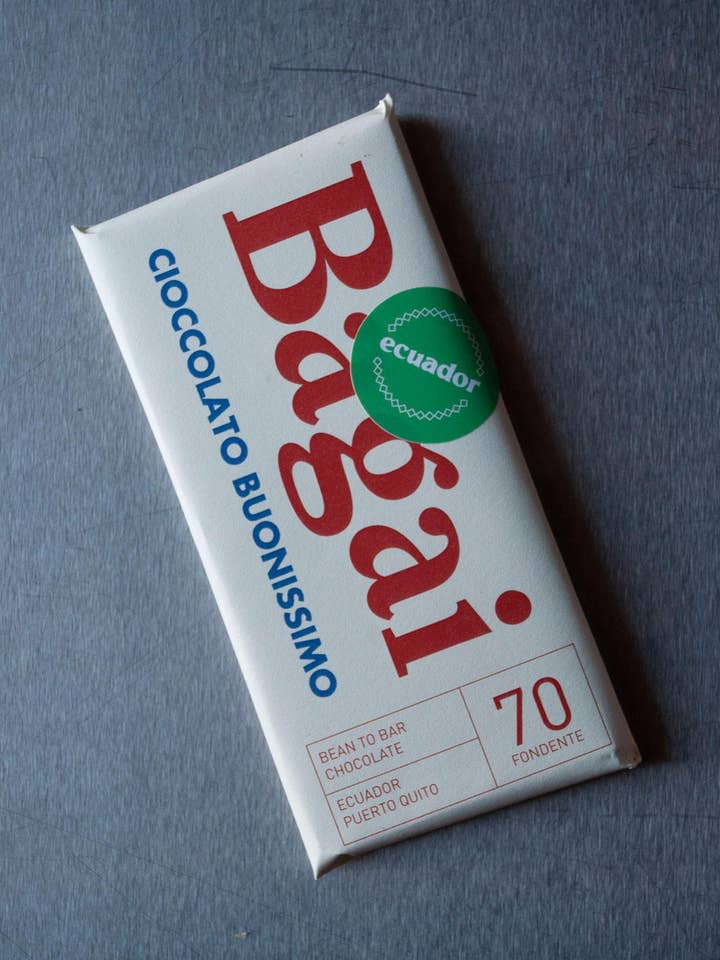 Bagai
CIOCCOLATO BUONISSIMO
ecuador
BEAN TO BAR
CHOCOLATE
ECUADOR
PUERTO QUITO
70
FONDENTE